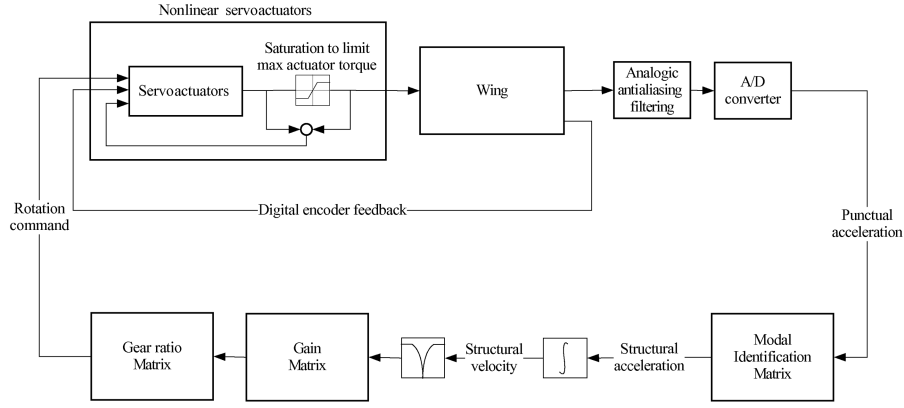 Nonlinear servoactuators
Saturation to limit
max actuator torque
Servoactuators
Wing
Analogic
antialiasing
filtering
A/D
converter
Digital encoder feedback
Rotation
command
Punctual
acceleration
Gear ratio
Matrix
Gain
Matrix
Structural
velocity
∫
Structural
acceleration
Modal
Identification
Matrix